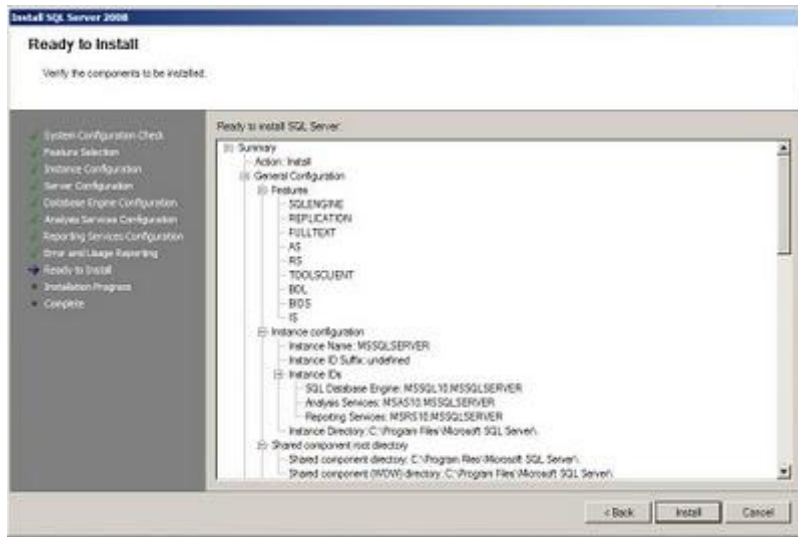 Install SQL Server 2008
Ready to Install
Verify the components to be installed.
System Configuration Check
Feature Selection
Instance Configuration
Server Configuration
Database Engine Configuration
Analysis Services Configuration
Reporting Services Configuration
Error and Usage Reporting
Ready to Install
Installation Progress
Complete
Ready to install SQL Server:
Summary
Action: Install
General Configuration
Features
SQLENGINE
REPLICATION
FULLTEXT
AS
RS
TOOLSCLIENT
BOL
BIDS
IS
Instance configuration
Instance Name: MSSQLSERVER
Instance ID Suffix: undefined
Instance IDs
SQL Database Engine: MSSQL10.MSSQLSERVER
Analysis Services: MSAS10.MSSQLSERVER
Reporting Services: MSRS10.MSSQLSERVER
Instance Directory: C:\Program Files\Microsoft SQL Server\
Shared component root directory
Shared component directory: C:\Program Files\Microsoft SQL Server\
Shared component (WOW) directory: C:\Program Files\Microsoft SQL Server\
< Back
Install
Cancel